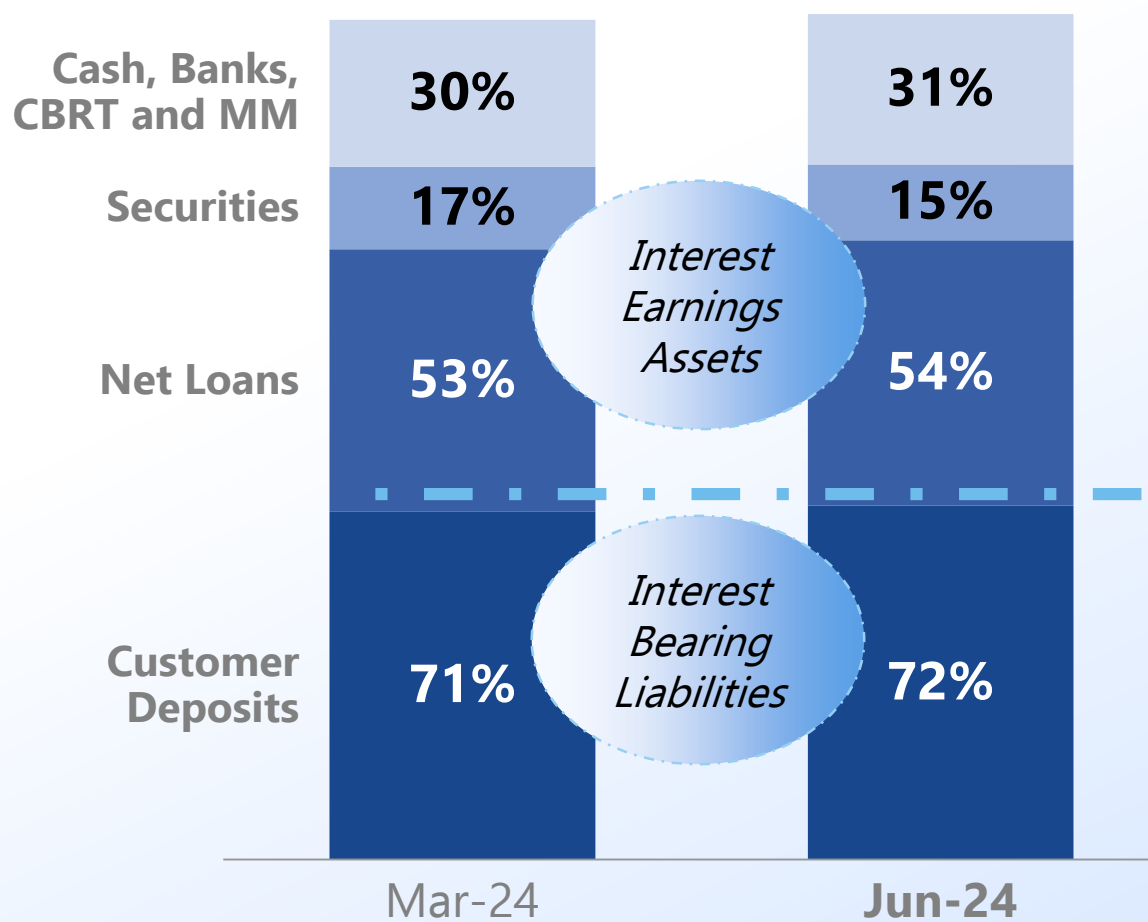 Cash, Banks,
CBRT and MM
30%
31%
Securities
17%
15%
Interest
Earnings
Assets
Net Loans
53%
54%
Customer
Deposits
71%
72%
Interest
Bearing
Liabilities
Mar-24
Jun-24